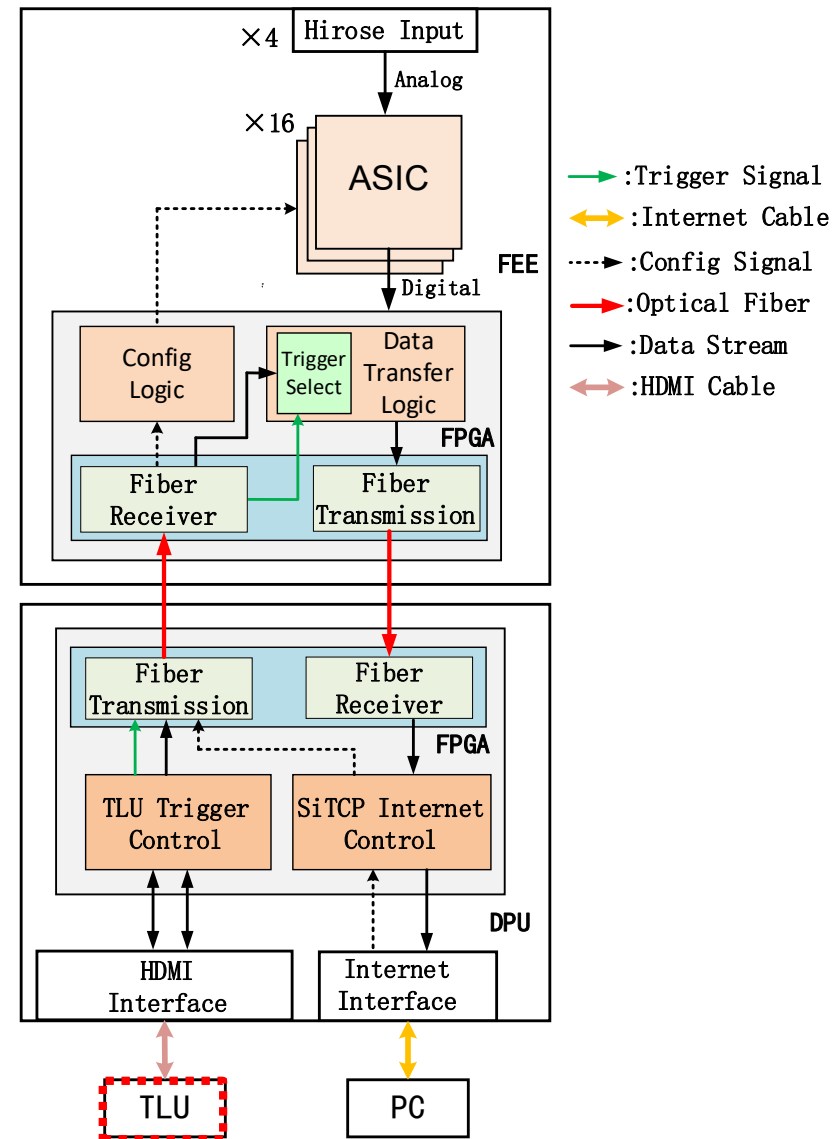 Hirose Input
×4
Analog
×16
ASIC
FEE
Digital
Config
Logic
Trigger
Select
Data
Transfer
Logic
FPGA
Fiber
Receiver
Fiber
Transmission
Fiber
Transmission
Fiber
Receiver
FPGA
TLU Trigger
Control
SiTCP Internet
Control
DPU
HDMI
Interface
Internet
Interface
TLU
PC
:Trigger Signal
:Internet Cable
:Config Signal
:Optical Fiber
:Data Stream
:HDMI Cable